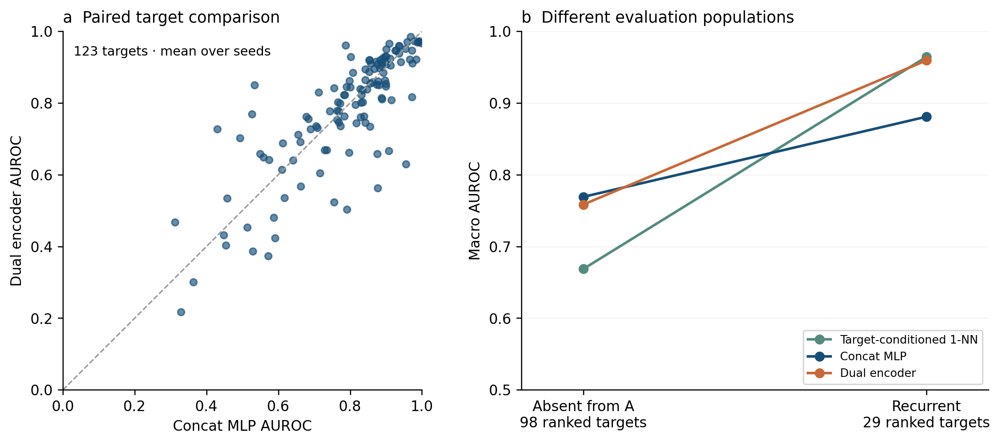 a  Paired target comparison
123 targets · mean over seeds
Dual encoder AUROC
1.0
0.8
0.6
0.4
0.2
0.0
0.0 0.2 0.4 0.6 0.8 1.0
Concat MLP AUROC
b  Different evaluation populations
Macro AUROC
1.0
0.9
0.8
0.7
0.6
0.5
Target-conditioned 1-NN
Concat MLP
Dual encoder
Absent from A
98 ranked targets
Recurrent
29 ranked targets